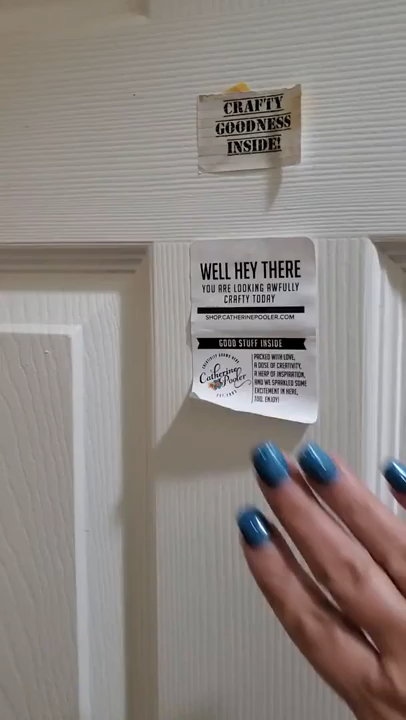 CRAFTY
GOODNESS
INSIDE!
WELL HEY THERE
YOU ARE LOOKING AWFULLY
CRAFTY TODAY
SHOP.CATHERINEPOOLER.COM
GOOD STUFF INSIDE
Catherine
Pooler
PACKED WITH LOVE,
A DOSE OF CREATIVITY,
A HEAP OF INSPIRATION,
AND WE SPARKLED SOME
EXCITEMENT IN HERE,
TOO. ENJOY!